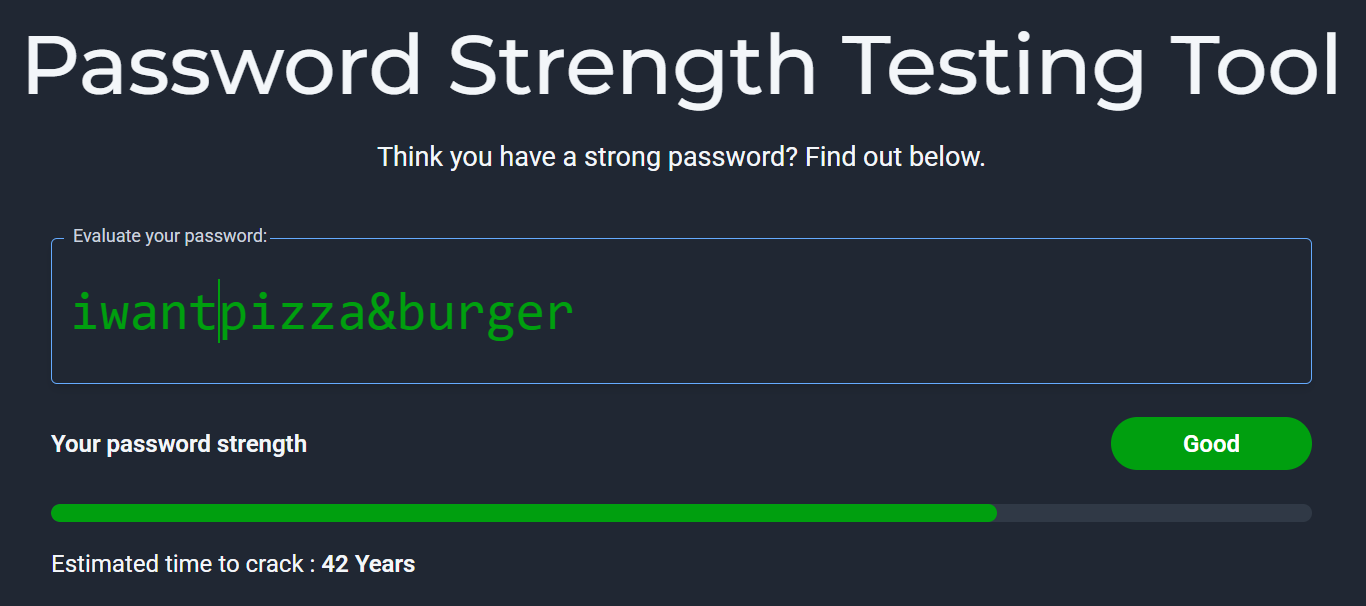 Password Strength Testing Tool
Think you have a strong password? Find out below.
Evaluate your password:
iwantpizza&burger
Your password strength
Good
Estimated time to crack : 42 Years